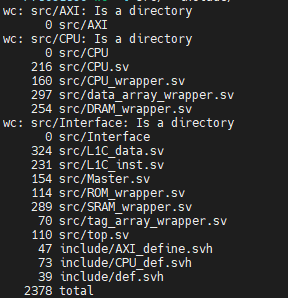 wc: src/AXI: Is a directory
0 src/AXI
wc: src/CPU: Is a directory
0 src/CPU
216 src/CPU.sv
160 src/CPU_wrapper.sv
297 src/data_array_wrapper.sv
254 src/DRAM_wrapper.sv
wc: src/Interface: Is a directory
0 src/Interface
324 src/L1C_data.sv
231 src/L1C_inst.sv
154 src/Master.sv
114 src/ROM_wrapper.sv
289 src/SRAM_wrapper.sv
70 src/tag_array_wrapper.sv
110 src/top.sv
47 include/AXI_define.svh
73 include/CPU_def.svh
39 include/def.svh
2378 total